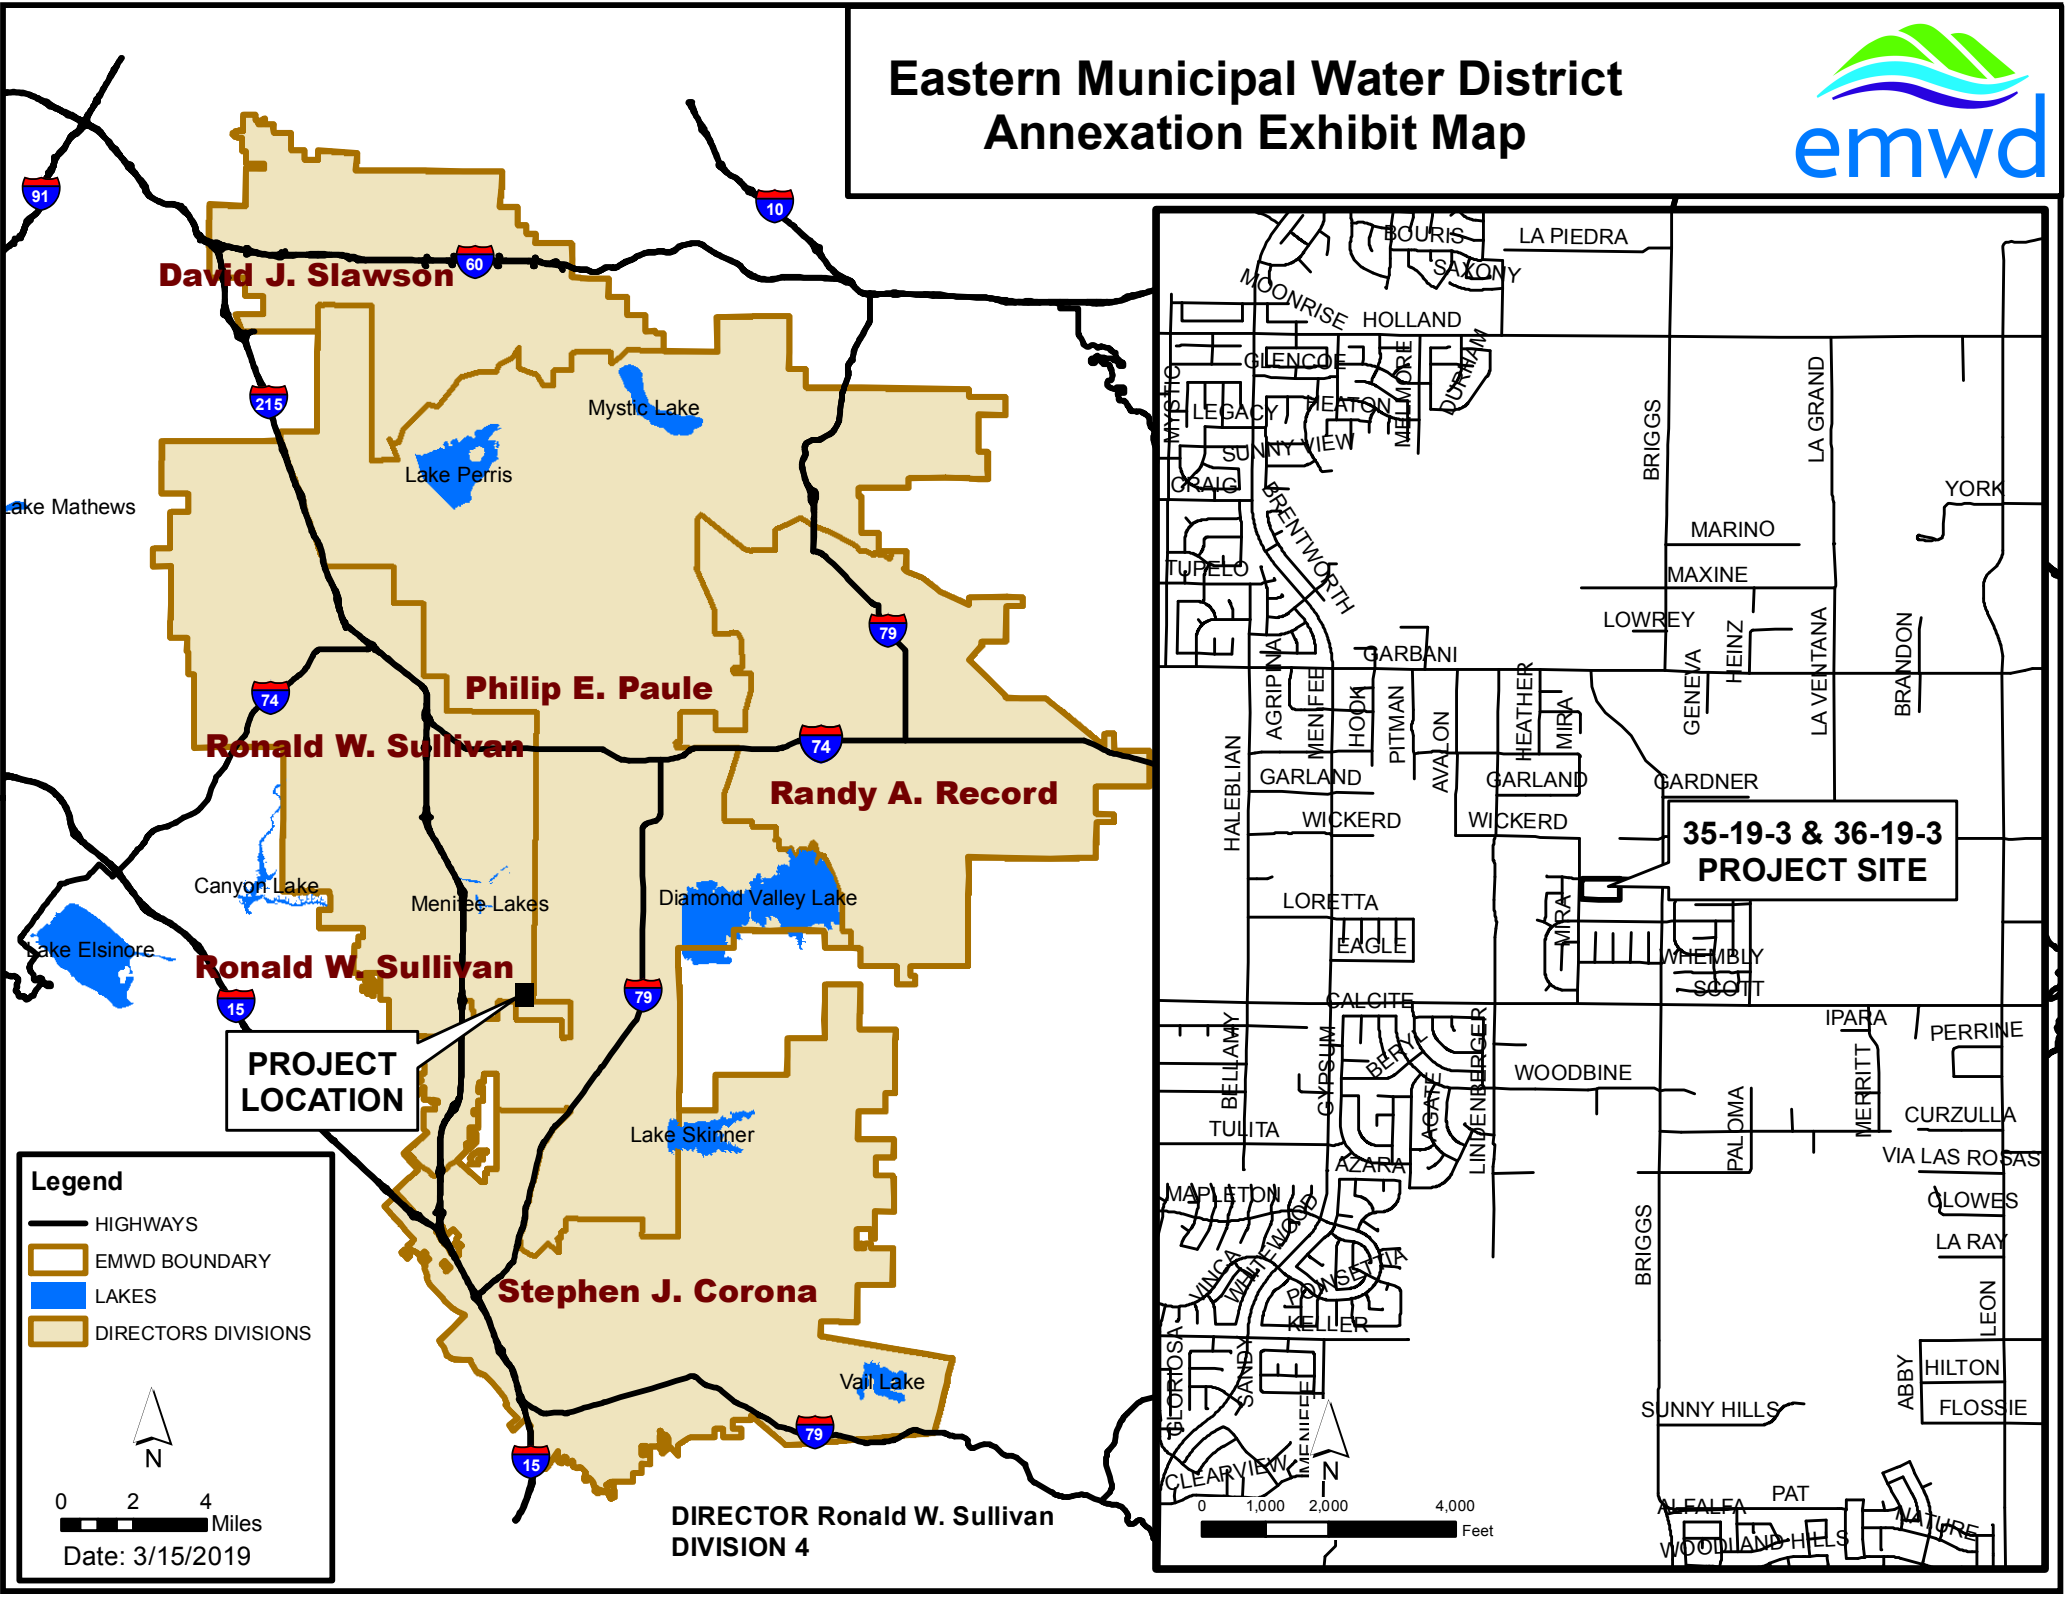 Eastern Municipal Water District
Annexation Exhibit Map
emwd
91
10
60
David J. Slawson
215
Mystic Lake
Lake Perris
Lake Mathews
79
Philip E. Paule
74
Ronald W. Sullivan
74
Randy A. Record
Canyon Lake
Menifee Lakes
Diamond Valley Lake
Lake Elsinore
Ronald W. Sullivan
15
79
PROJECT
LOCATION
Lake Skinner
Stephen J. Corona
Vail Lake
79
15
Legend
HIGHWAYS
EMWD BOUNDARY
LAKES
DIRECTORS DIVISIONS
N
0 2 4
Miles
Date: 3/15/2019
DIRECTOR Ronald W. Sullivan
DIVISION 4
BOURIS
LA PIEDRA
SAXONY
MOONRISE
HOLLAND
GLENCOE
MELMORE
DURHAM
MYSTIC
LEGACY
HEATON
SUNNY VIEW
BRIGGS
LA GRAND
CRAIG
BRENTWORTH
YORK
MARINO
TUPELO
MAXINE
LOWREY
HEINZ
LA VENTANA
BRANDON
GARBANI
AGRIPINA
MENIFEE
HOOK
PITMAN
AVALON
HEATHER
MIRA
GENEVA
HALEBLIAN
GARLAND
GARLAND
GARDNER
WICKERD
WICKERD
35-19-3 & 36-19-3
PROJECT SITE
LORETTA
MIRA
EAGLE
WHEMBLY
SCOTT
CALCITE
BELLAMY
GYPSUM
BERYL
AGATE
LINDENBERGER
WOODBINE
IPARA
PERRINE
MERRITT
PALOMA
CURZULLA
TULITA
VIA LAS ROSAS
AZARA
MAPLETON
CLOWES
WHITEWOOD
VINCA
POINSETTIA
BRIGGS
LA RAY
LEON
KELLER
GLORIOSA
SANDY
MENIFEE
ABBY
HILTON
SUNNY HILLS
FLOSSIE
CLEARVIEW
N
0 1,000 2,000 4,000
Feet
ALFALFA
PAT
NATURE
WOODLAND HILLS